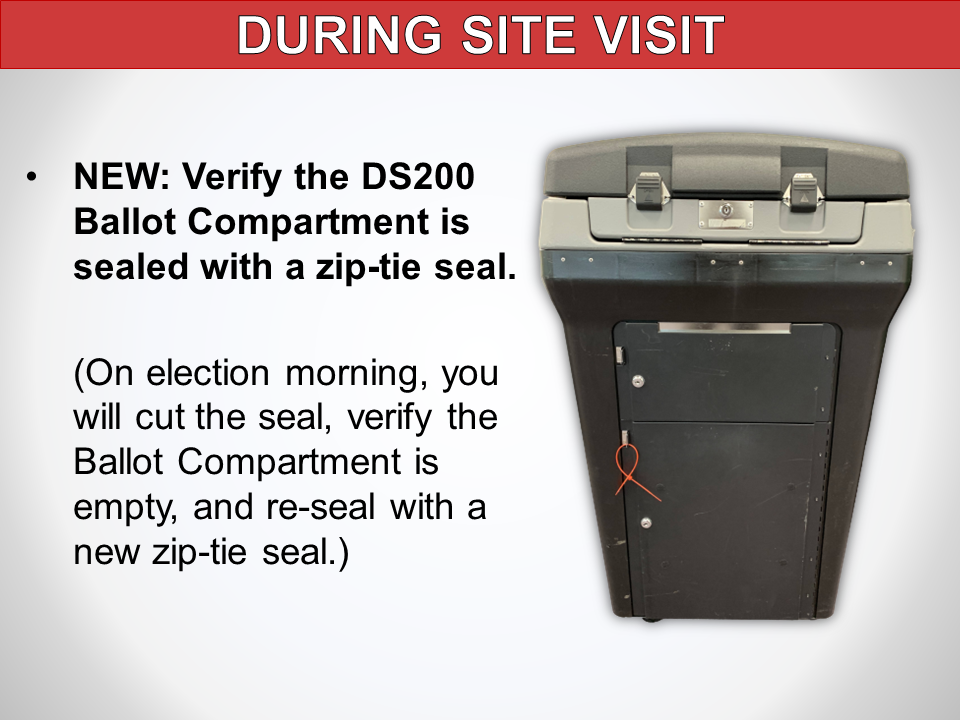 DURING SITE VISIT
• NEW: Verify the DS200
Ballot Compartment is
sealed with a zip-tie seal.
(On election morning, you
will cut the seal, verify the
Ballot Compartment is
empty, and re-seal with a
new zip-tie seal.)